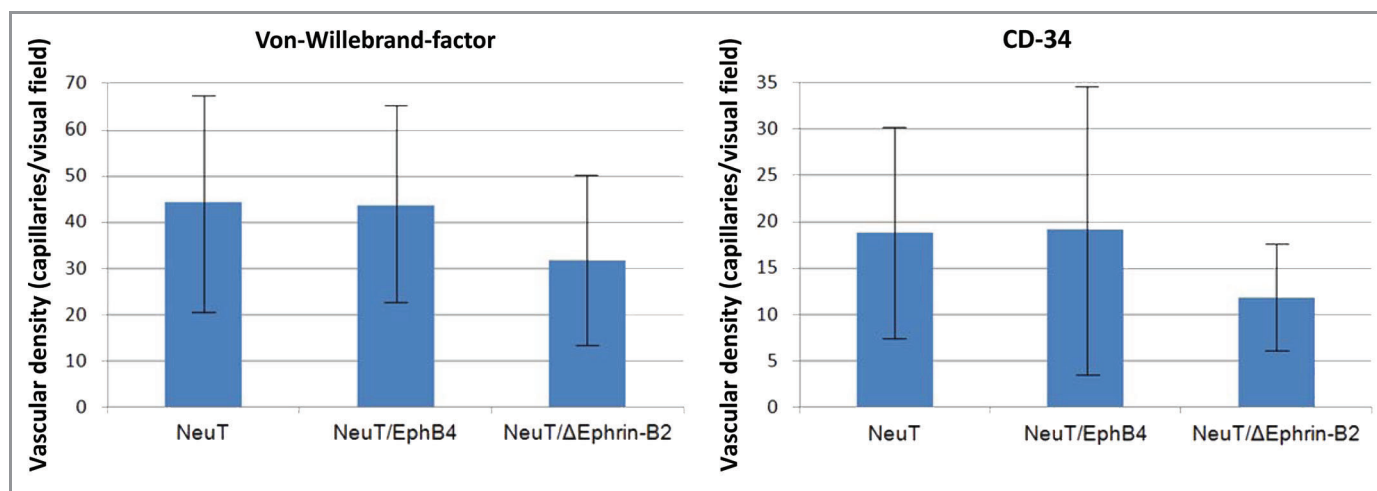 Von-Willebrand-factor
Vascular density (capillaries/visual field)
70
60
50
40
30
20
10
0
NeuT NeuT/EphB4 NeuT/ΔEphrin-B2
CD-34
Vascular density (capillaries/visual field)
35
30
25
20
15
10
5
0
NeuT NeuT/EphB4 NeuT/ΔEphrin-B2